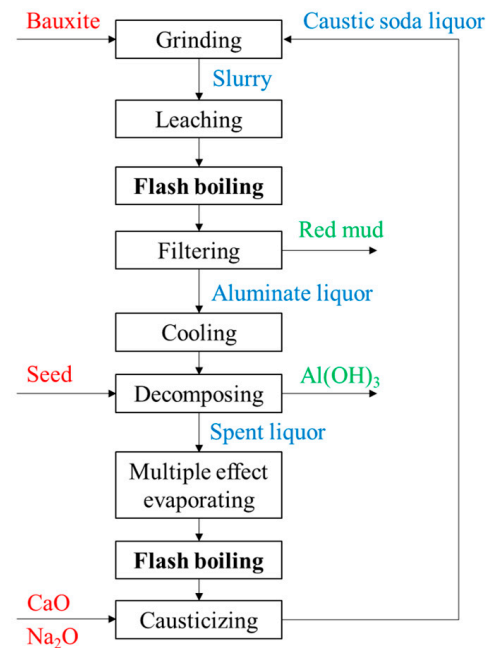 Bauxite
Caustic soda liquor
Grinding
Slurry
Leaching
Flash boiling
Red mud
Filtering
Aluminate liquor
Cooling
Seed
Al(OH)₃
Decomposing
Spent liquor
Multiple effect
evaporating
Flash boiling
CaO
Causticizing
Na₂O